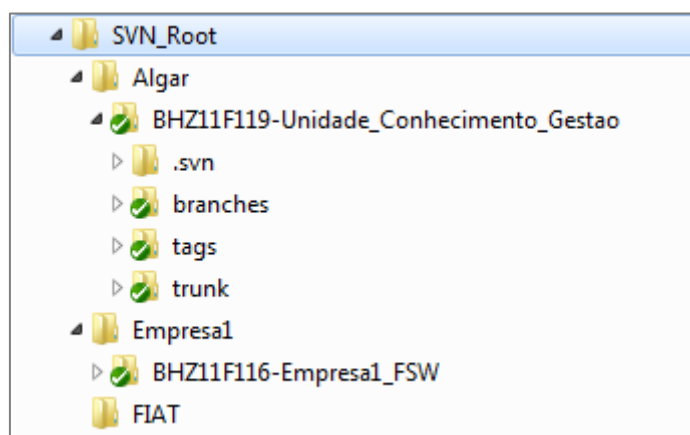 SVN_Root
Algar
BHZ11F119-Unidade_Conhecimento_Gestao
.svn
branches
tags
trunk
Empresa1
BHZ11F116-Empresa1_FSW
FIAT